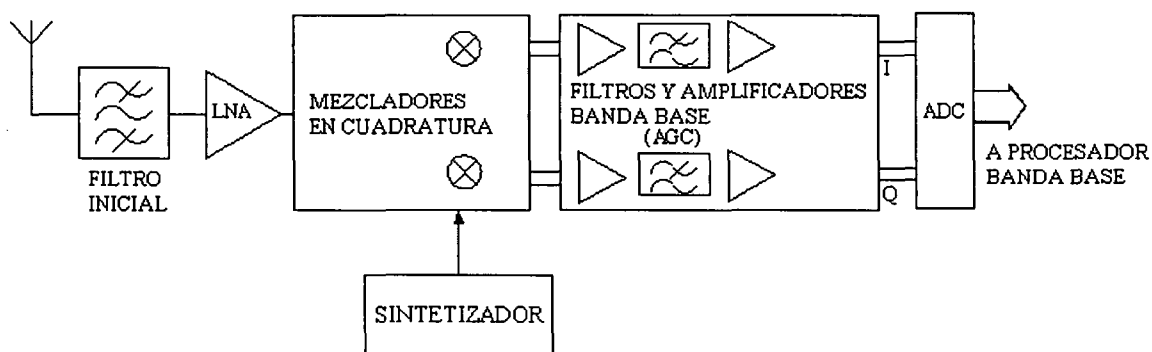 FILTRO
INICIAL
LNA
MEZCLADORES
EN CUADRATURA
SINTETIZADOR
FILTROS Y AMPLIFICADORES
BANDA BASE
(AGC)
I
Q
ADC
A PROCESADOR
BANDA BASE